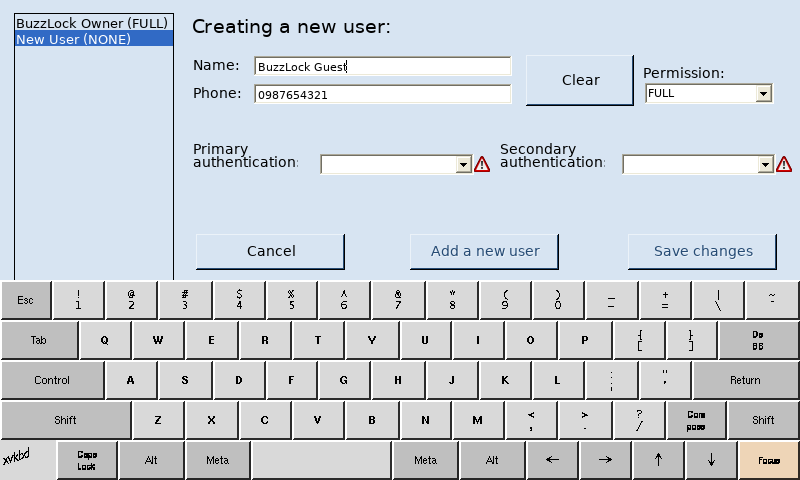 BuzzLock Owner (FULL)
New User (NONE)
Creating a new user:
Name:
BuzzLock Guest
Phone:
0987654321
Clear
Permission:
FULL
Primary
authentication:
Secondary
authentication:
Cancel
Add a new user
Save changes
Esc ! 1 @ 2 # 3 $ 4 % 5 ^ 6 & 7 * 8 ( 9 ) 0 _ - + = | \ ~ `
Tab Q W E R T Y U I O P { [ } ] De BB
Control A S D F G H J K L : ; " ' Return
Shift Z X C V B N M < , > . ? / Com pose Shift
xvkbd Caps Lock Alt Meta Meta Alt ← → ↑ ↓ Focus